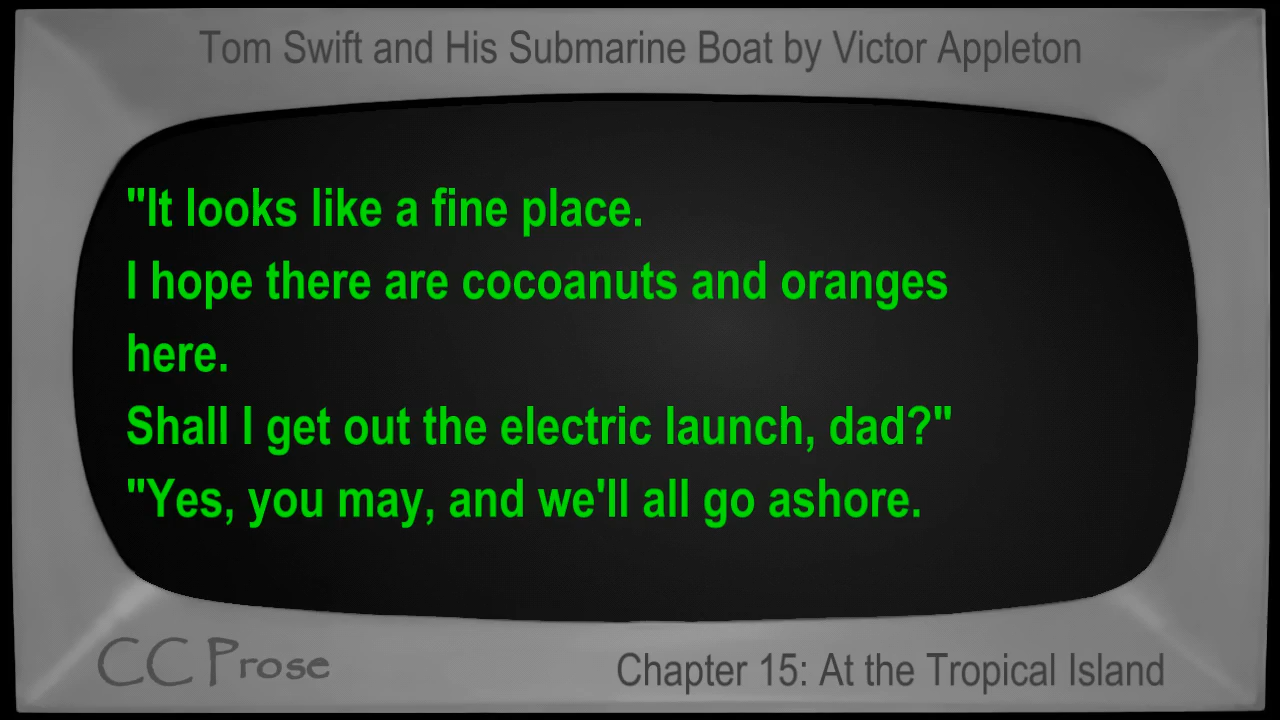 Tom Swift and His Submarine Boat by Victor Appleton
"It looks like a fine place.
I hope there are cocoanuts and oranges
here.
Shall I get out the electric launch, dad?"
"Yes, you may, and we'll all go ashore.
CC Prose
Chapter 15: At the Tropical Island